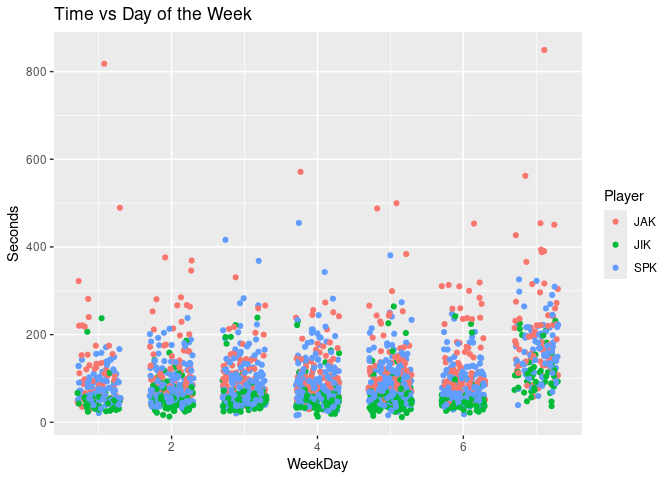 Time vs Day of the Week
800
600
400
200
0
Seconds
2 4 6
WeekDay
Player
JAK
JIK
SPK